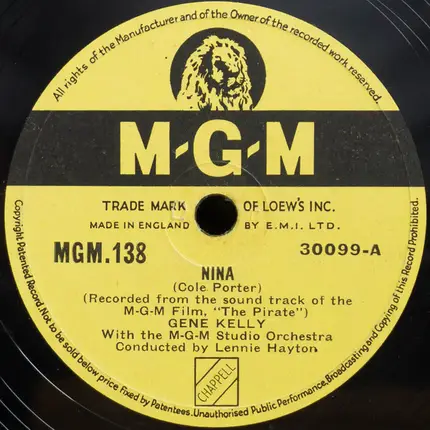 All rights of the Manufacturer and of the Owner of the recorded work reserved.
M-G-M
TRADE MARK OF LOEW'S INC.
MADE IN ENGLAND BY E.M.I. LTD.
MGM.138 30099-A
NINA
(Cole Porter)
(Recorded from the sound track of the
M-G-M Film, "The Pirate")
GENE KELLY
With the M-G-M Studio Orchestra
Conducted by Lennie Hayton
CHAPPELL
Copyright Patented Record. Not to be sold below price fixed by Patentees. Unauthorised Public Performance, Broadcasting and Copying of this Record Prohibited.